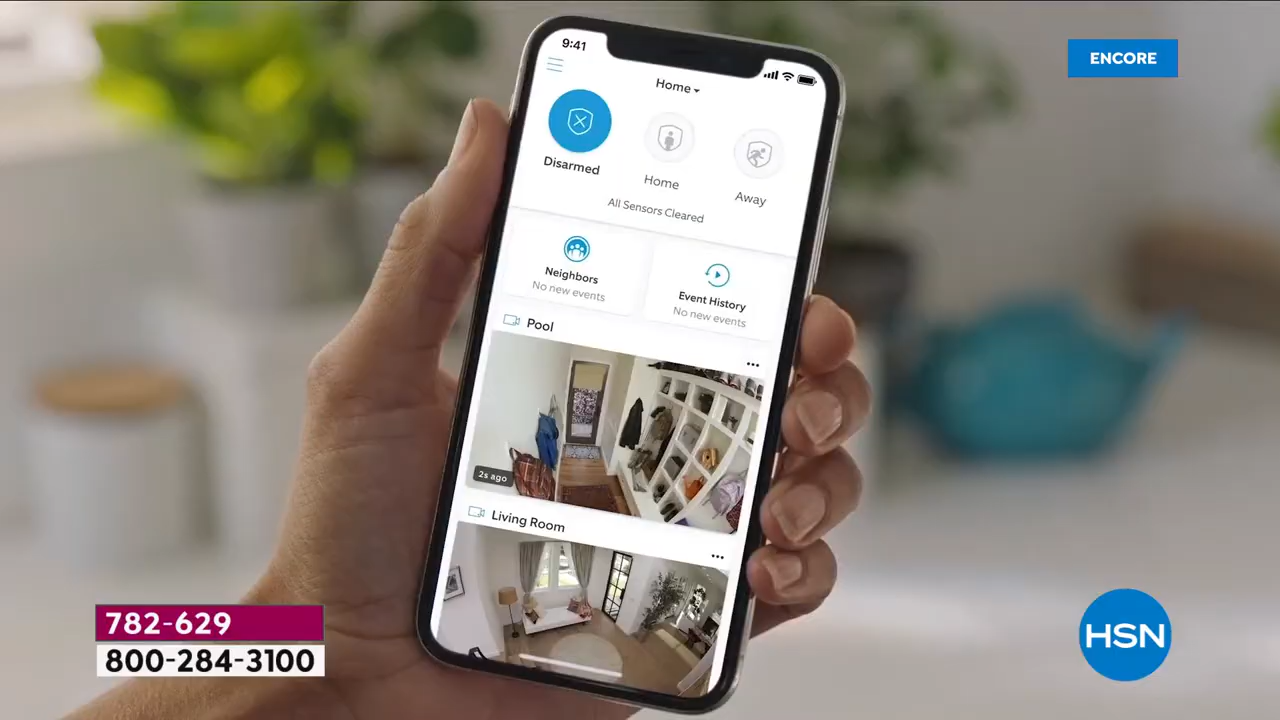 9:41
ENCORE
Home
Disarmed
Home
Away
All Sensors Cleared
Neighbors
No new events
Event History
No new events
Pool
2s ago
Living Room
782-629
800-284-3100
HSN